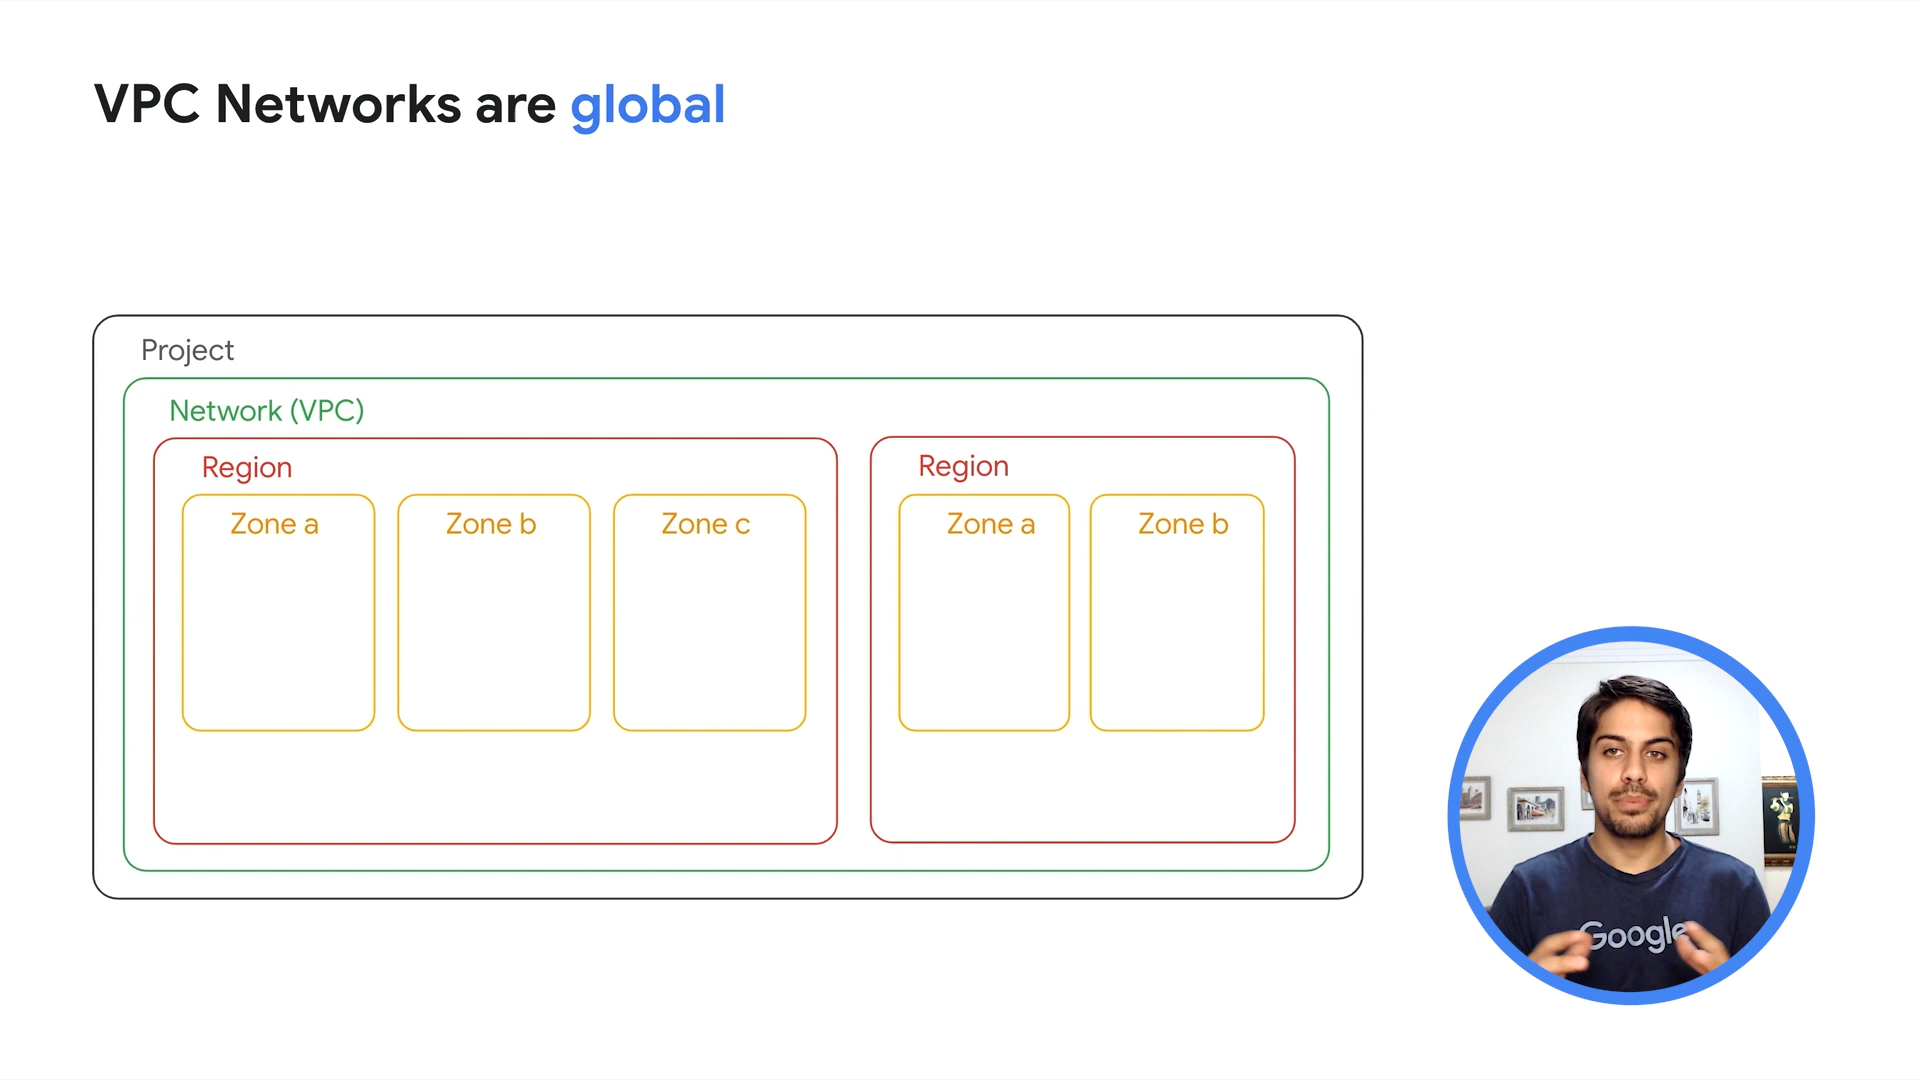 VPC Networks are global
Project
Network (VPC)
Region
Zone a
Zone b
Zone c
Region
Zone a
Zone b
Google